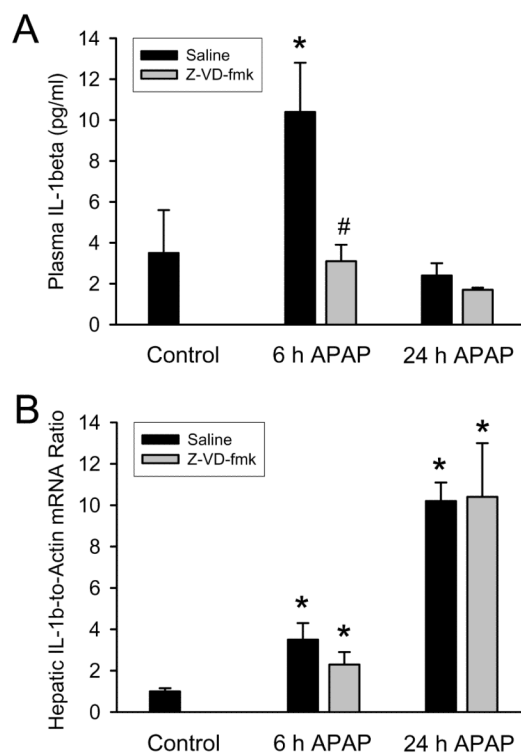 A
Plasma IL-1beta (pg/ml)
14
12
10
8
6
4
2
0
Saline
Z-VD-fmk
*
#
Control
6 h APAP
24 h APAP
B
Hepatic IL-1b-to-Actin mRNA Ratio
14
12
10
8
6
4
2
0
Saline
Z-VD-fmk
*
*
*
*
Control
6 h APAP
24 h APAP